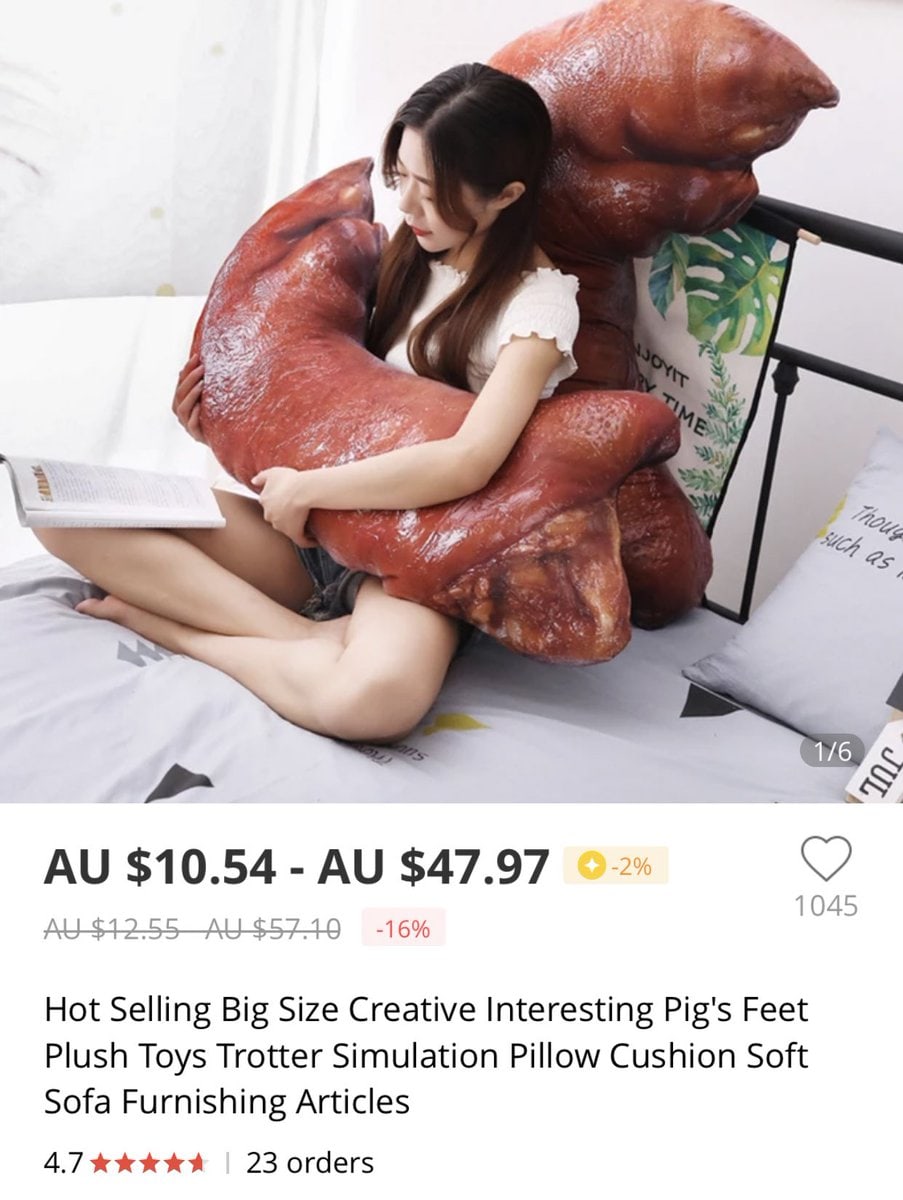 JOYIT
TIME
Thoug
such as
JUL
1/6
AU $10.54 - AU $47.97
-2%
AU $12.55 - AU $57.10
-16%
1045
Hot Selling Big Size Creative Interesting Pig's Feet
Plush Toys Trotter Simulation Pillow Cushion Soft
Sofa Furnishing Articles
4.7
23 orders